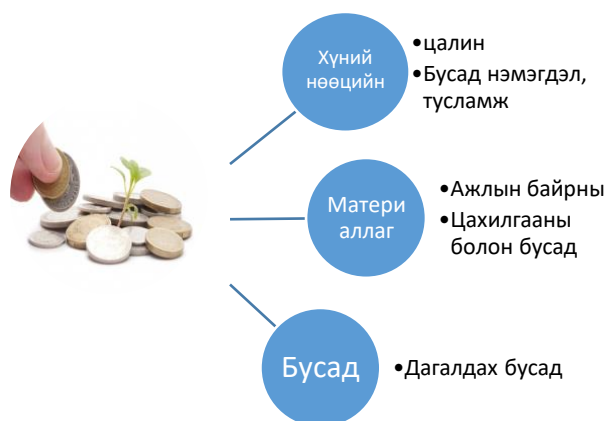 Хүний
нөөцийн
•цалин
•Бусад нэмэгдэл,
тусламж
Матери
аллаг
•Ажлын байрны
•Цахилгааны
болон бусад
Бусад
•Дагалдах бусад